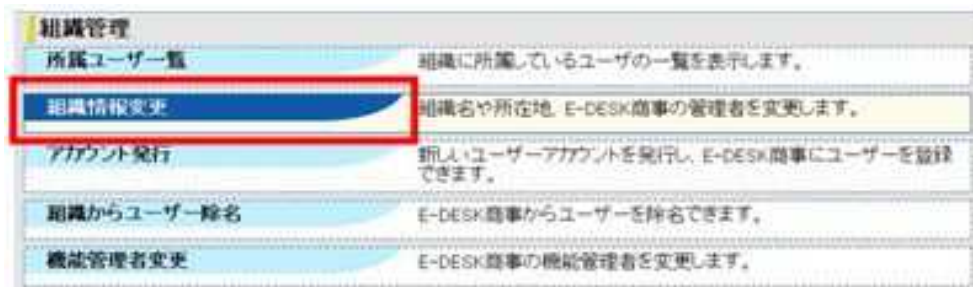 組織管理
所属ユーザー一覧
組織に所属しているユーザの一覧を表示します。
組織情報変更
組織名や所在地、E-DESK商事の管理者を変更します。
アカウント発行
新しいユーザーアカウントを発行し、E-DESK商事にユーザーを登録
できます。
組織からユーザー除名
E-DESK商事からユーザーを除名できます。
機能管理者変更
E-DESK商事の機能管理者を変更します。